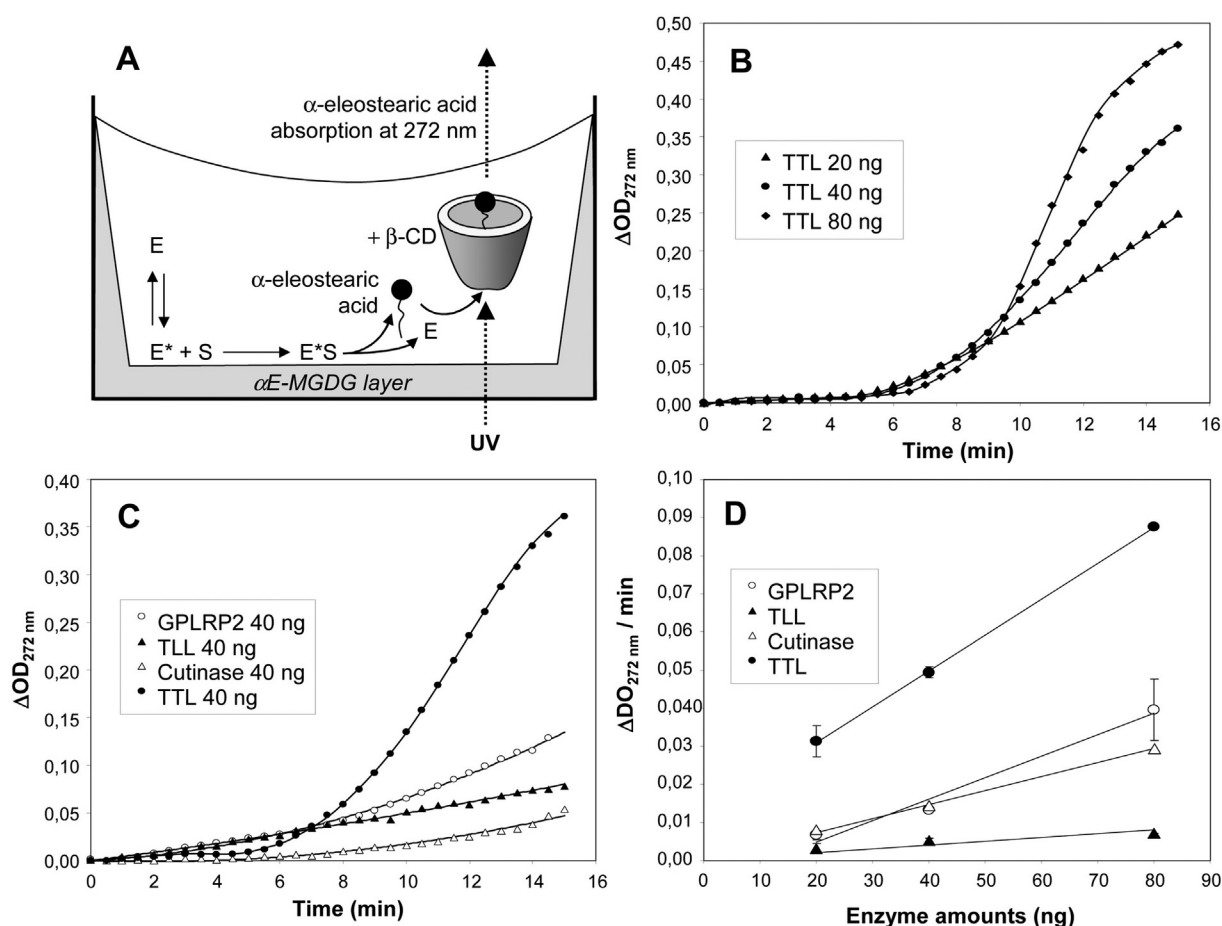 A
α-eleostearic acid
absorption at 272 nm
E
+ β-CD
α-eleostearic
acid
E
E* + S
E*S
αE-MGDG layer
UV
B
ΔOD272 nm
0,50
0,45
0,40
0,35
0,30
0,25
0,20
0,15
0,10
0,05
0,00
TTL 20 ng
TTL 40 ng
TTL 80 ng
0 2 4 6 8 10 12 14 16
Time (min)
C
ΔOD272 nm
0,40
0,35
0,30
0,25
0,20
0,15
0,10
0,05
0,00
GPLRP2 40 ng
TLL 40 ng
Cutinase 40 ng
TTL 40 ng
0 2 4 6 8 10 12 14 16
Time (min)
D
ΔDO272 nm / min
0,10
0,09
0,08
0,07
0,06
0,05
0,040
0,03
0,02
0,01
0,00
GPLRP2
TLL
Cutinase
TTL
0 10 20 30 40 50 60 70 80 90
Enzyme amounts (ng)